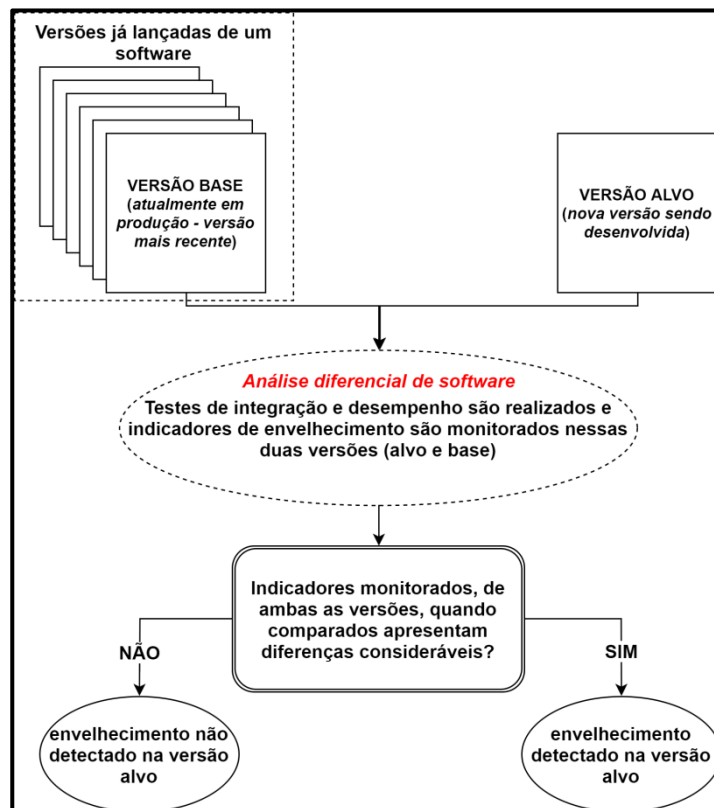 Versões já lançadas de um
software
VERSÃO BASE
(atualmente em
produção - versão
mais recente)
VERSÃO ALVO
(nova versão sendo
desenvolvida)
Análise diferencial de software
Testes de integração e desempenho são realizados e
indicadores de envelhecimento são monitorados nessas
duas versões (alvo e base)
Indicadores monitorados, de
ambas as versões, quando
comparados apresentam
diferenças consideráveis?
NÃO
SIM
envelhecimento não
detectado na versão
alvo
envelhecimento
detectado na versão
alvo